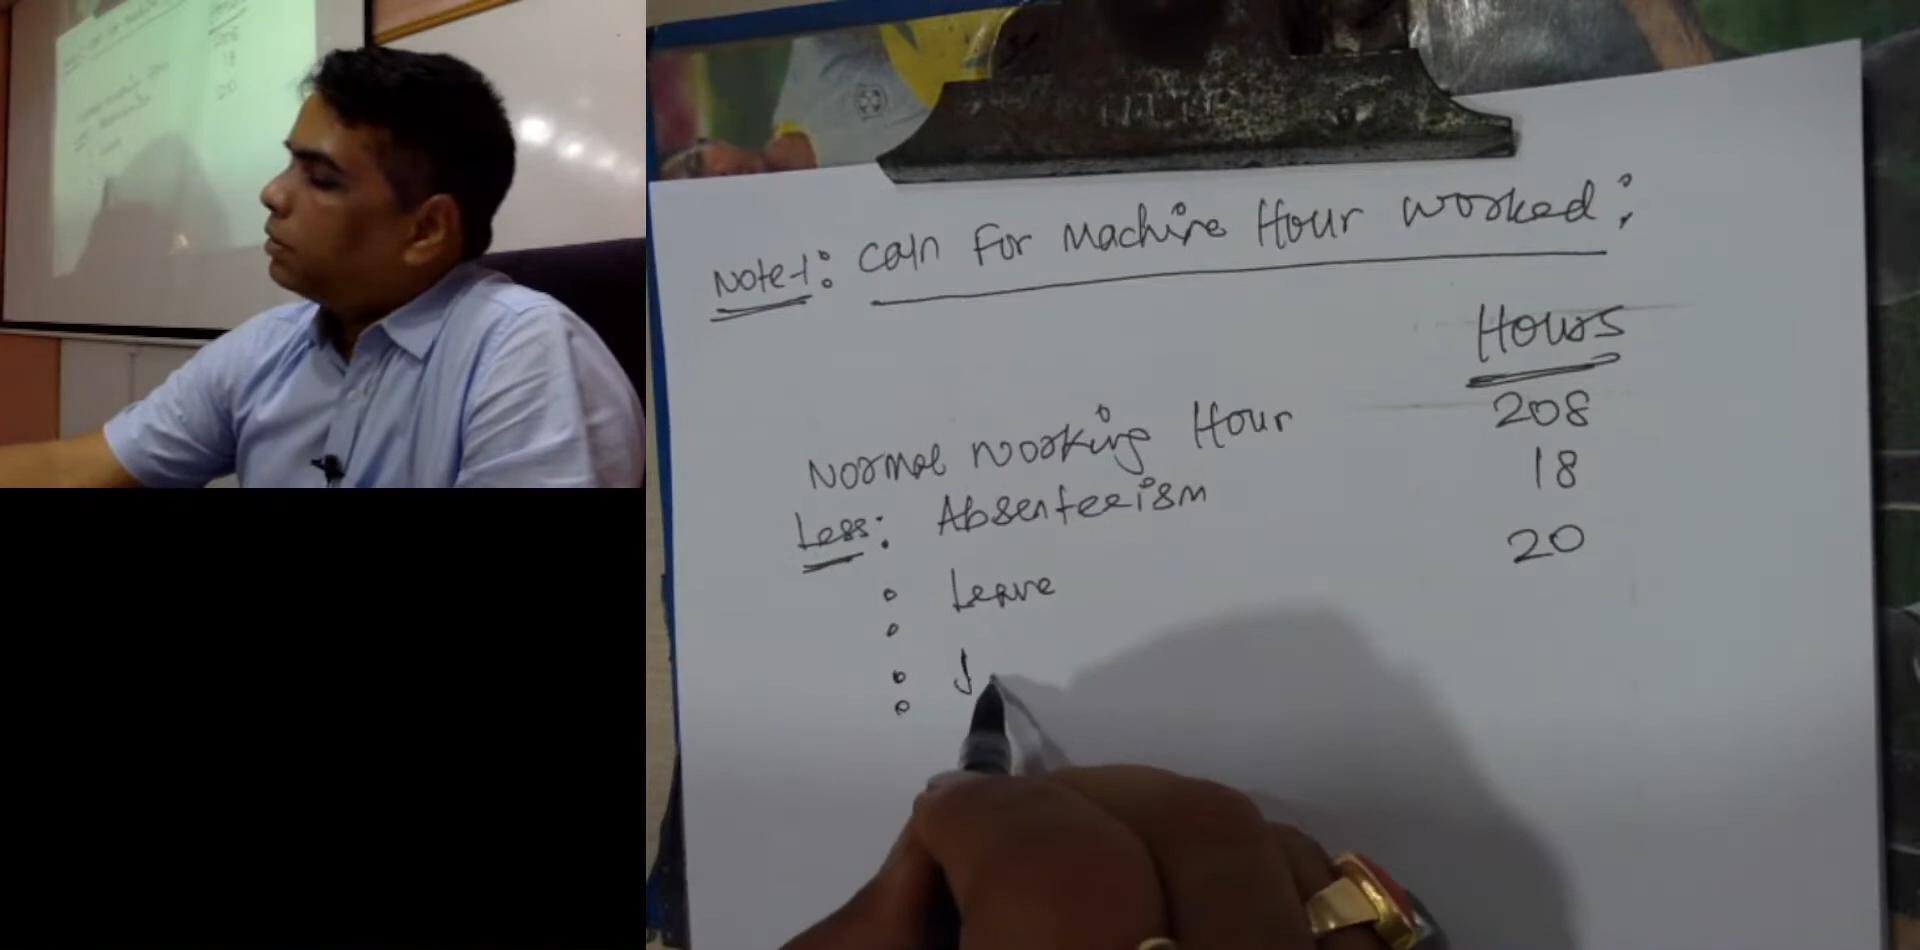 Note-1: Caln For Machine Hour Worked:
Hours
Normal Working Hour 208
Less: Absenteeism 18
: Leave 20
: